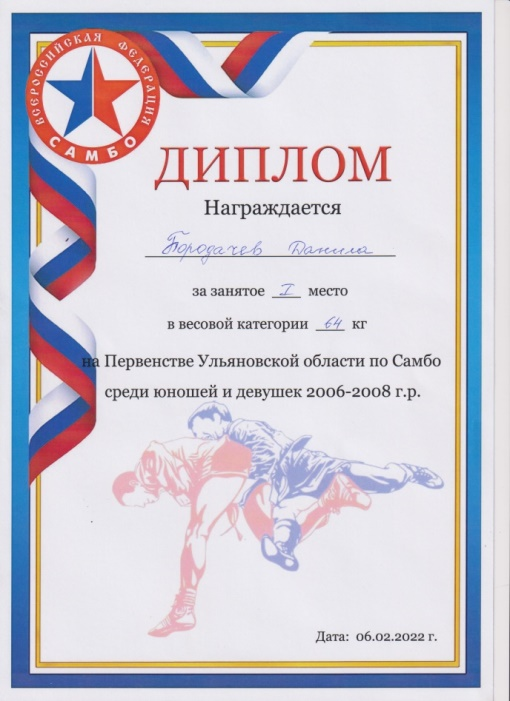 ВСЕРОССИЙСКАЯ ФЕДЕРАЦИЯ
САМБО
ДИПЛОМ
Награждается
Бородачев Данила
за занятое I место
в весовой категории 64 кг
на Первенстве Ульяновской области по Самбо
среди юношей и девушек 2006-2008 г.р.
Дата: 06.02.2022 г.